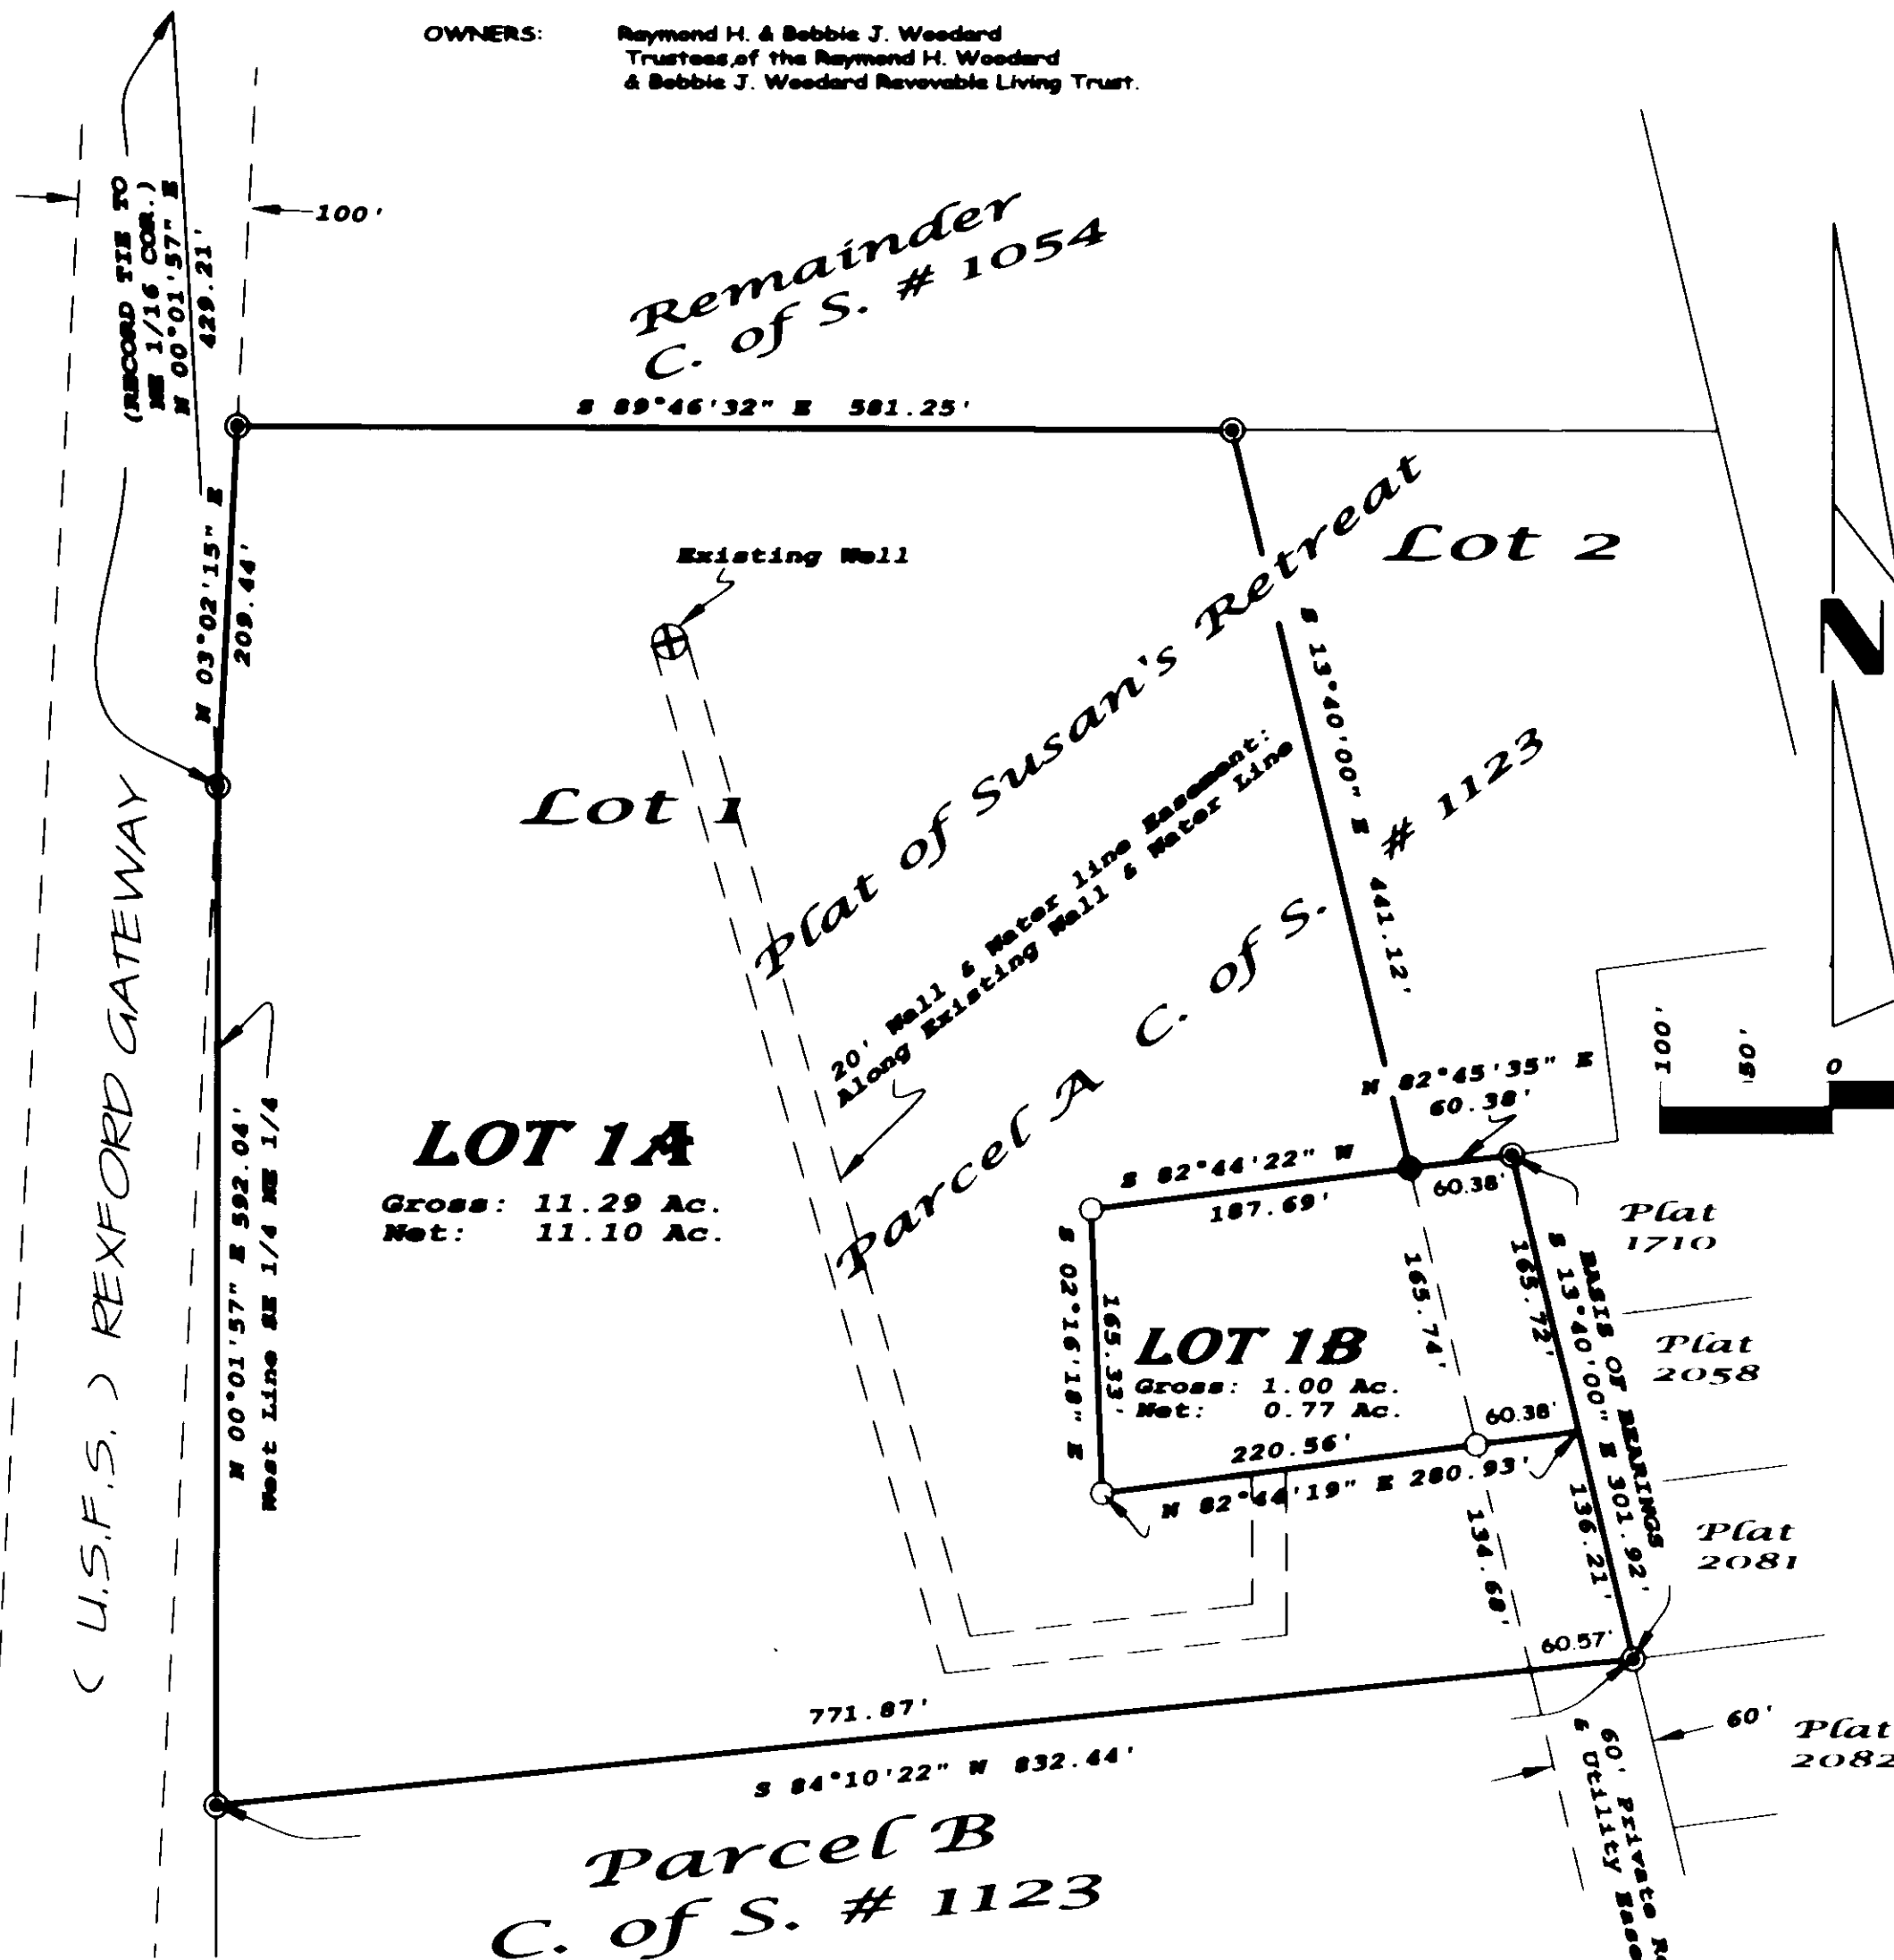 OWNERS: Raymond H. & Bobbie J. Woodard
Trustees of the Raymond H. Woodard
& Bobbie J. Woodard Revovable Living Trust.
(RECORD TIE TO
NE 1/16 COR.)
N 00°01'57" E
429.21'
100'
Remainder
C. of S. # 1054
S 89°46'32" E 581.25'
N 03°02'15" E
209.44'
Existing Well
Lot 2
Lot 1
Plat of Susan's Retreat
S 13°40'00" E 441.12'
N
20' Well & Water line Easement:
Along Existing Well & Water Line
Parcel A C. of S. # 1123
(U.S.F.S.) REXFORD GATEWAY
N 00°01'57" E 592.04'
West Line SE 1/4 NE 1/4
LOT 1A
Gross: 11.29 Ac.
Net: 11.10 Ac.
100' 50' 0
N 82°45'35" E
60.38'
S 82°44'22" W
187.69'
60.38'
S 02°16'18" E
165.33'
LOT 1B
Gross: 1.00 Ac.
Net: 0.77 Ac.
165.74'
165.72'
BASIS OF BEARINGS
S 13°40'00" E 301.92'
Plat
1710
Plat
2058
60.38'
220.56'
N 82°44'19" E 280.93'
134.68'
136.21'
Plat
2081
60.57'
771.87'
S 84°10'22" W 832.44'
60'
Plat
2082
60' Private
& Utility
Parcel B
C. of S. # 1123